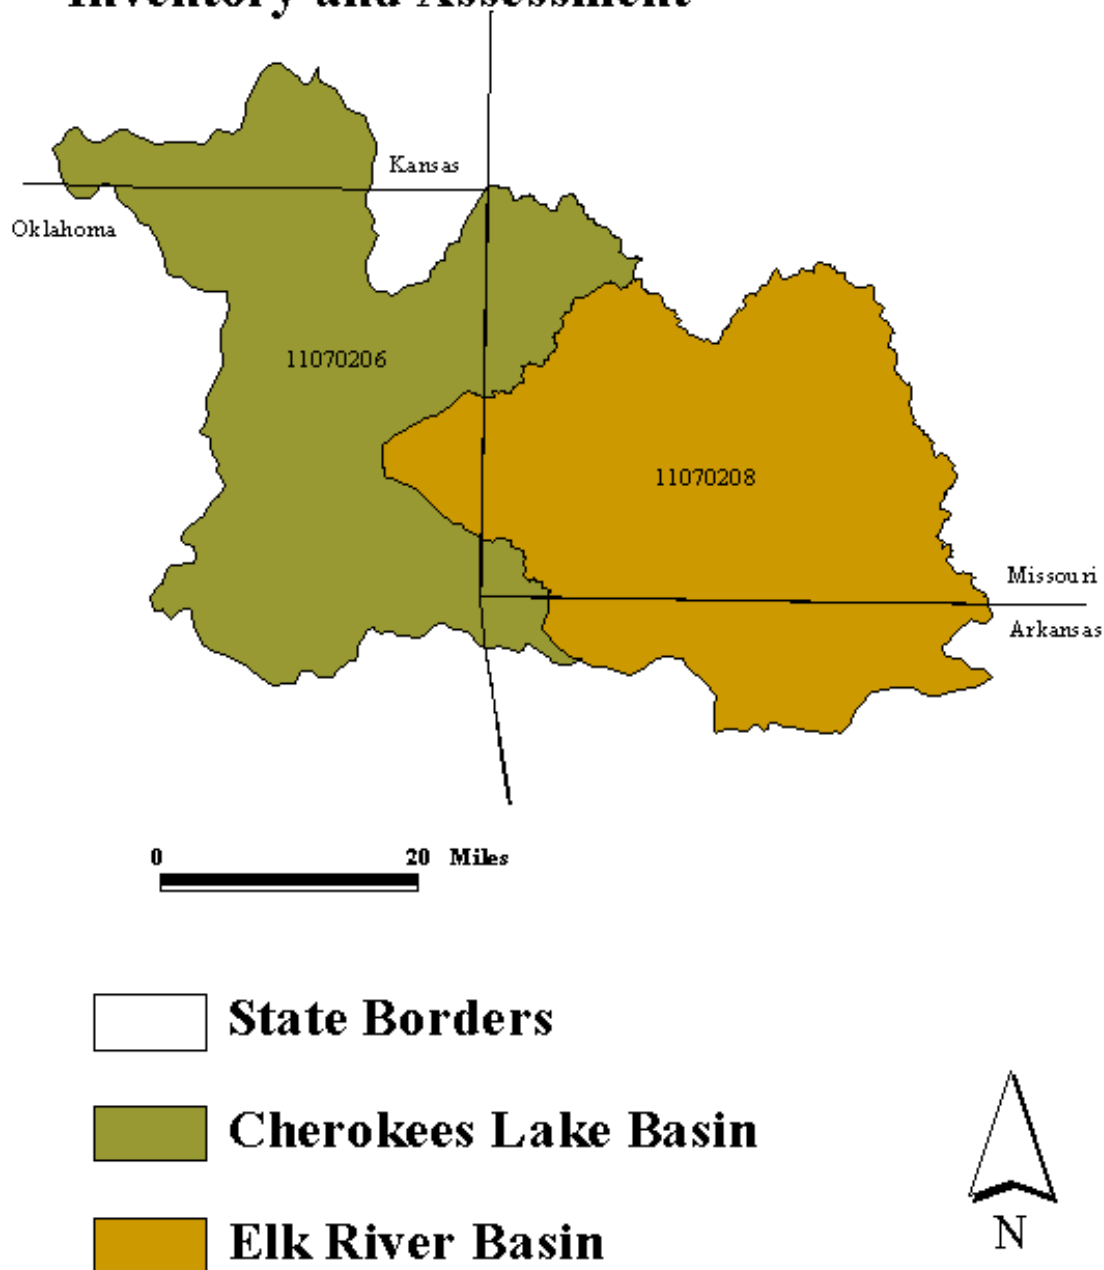 Inventory and Assessment
Kansas
Oklahoma
11070206
11070208
Missouri
Arkansas
0 20 Miles
State Borders
Cherokees Lake Basin
Elk River Basin
N